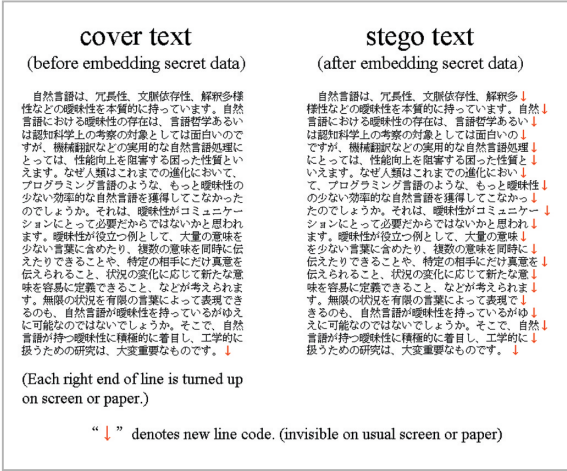 cover text
(before embedding secret data)
自然言語は、冗長性、文脈依存性、解釈多様
性などの曖昧性を本質的に持っています。自然
言語における曖昧性の存在は、言語哲学あるい
は認知科学上の考察の対象としては面白いので
すが、機械翻訳などの実用的な自然言語処理に
とっては、性能向上を阻害する困った性質とい
えます。なぜ人類はこれまでの進化において、
プログラミング言語のような、もっと曖昧性の
少ない効率的な自然言語を獲得してこなかった
のでしょうか。それは、曖昧性がコミュニケー
ションにとって必要だからではないかと思われ
ます。曖昧性が役立つ例として、大量の意味を
少ない言葉に含めたり、複数の意味を同時に伝
えたりできることや、特定の相手にだけ真意を
伝えられること、状況の変化に応じて新たな意
味を容易に定義できること、などが考えられま
す。無限の状況を有限の言葉によって表現でき
るのも、自然言語が曖昧性を持っているがゆえ
に可能なのではないでしょうか。そこで、自然
言語が持つ曖昧性に積極的に着目し、工学的に
扱うための研究は、大変重要なものです。↓
(Each right end of line is turned up
on screen or paper.)
stego text
(after embedding secret data)
自然言語は、冗長性、文脈依存性、解釈多↓
様性などの曖昧性を本質的に持っています。自然↓
言語における曖昧性の存在は、言語哲学あるい↓
は認知科学上の考察の対象としては面白いの↓
ですが、機械翻訳などの実用的な自然言語処理↓
にとっては、性能向上を阻害する困った性質と↓
いえます。なぜ人類はこれまでの進化におい↓
て、プログラミング言語のような、もっと曖昧性↓
の少ない効率的な自然言語を獲得してこなかっ↓
たのでしょうか。それは、曖昧性がコミュニケー↓
ションにとって必要だからではないかと思われ↓
ます。曖昧性が役立つ例として、大量の意味↓
を少ない言葉に含めたり、複数の意味を同時に↓
伝えたりできることや、特定の相手にだけ真意を↓
伝えられること、状況の変化に応じて新たな意↓
味を容易に定義できること、などが考えられま↓
す。無限の状況を有限の言葉によって表現で↓
きるのも、自然言語が曖昧性を持っているがゆ↓
えに可能なのではないでしょうか。そこで、自然↓
言語が持つ曖昧性に積極的に着目し、工学的に↓
扱うための研究は、大変重要なものです。↓
“↓” denotes new line code. (invisible on usual screen or paper)